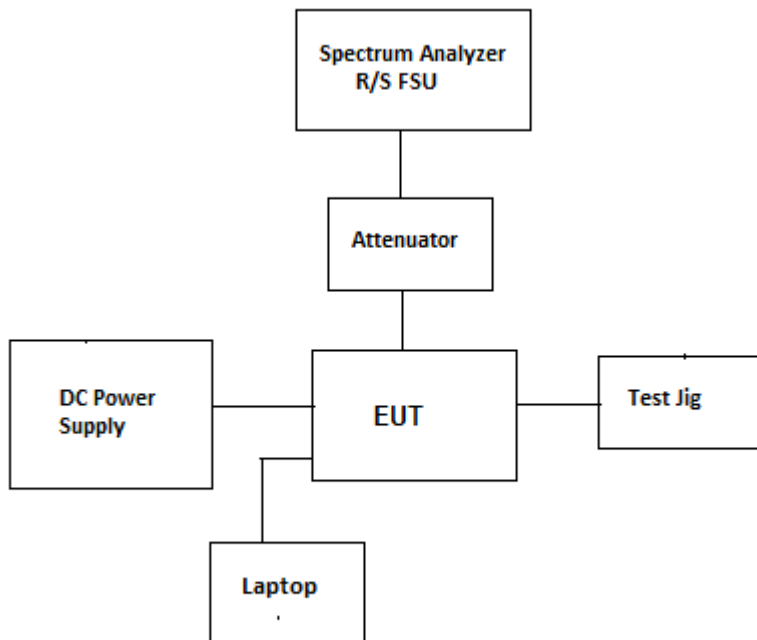 Spectrum Analyzer
R/S FSU
Attenuator
DC Power
Supply
EUT
Test Jig
Laptop